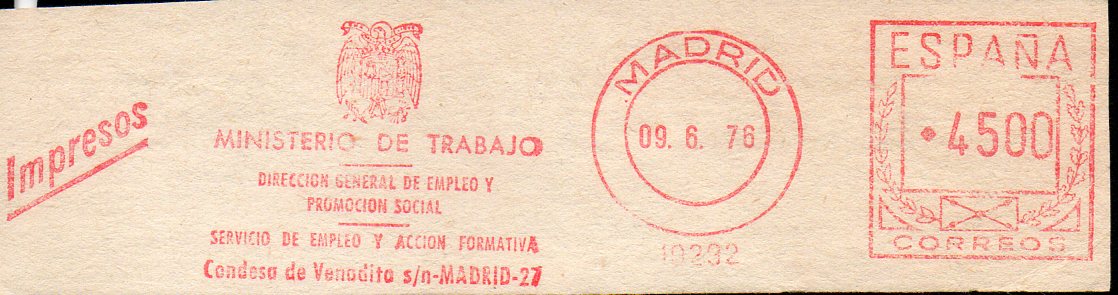 Impresos
MINISTERIO DE TRABAJO
DIRECCION GENERAL DE EMPLEO Y
PROMOCION SOCIAL
SERVICIO DE EMPLEO Y ACCION FORMATIVA
Condesa de Venadito s/n-MADRID-27
MADRID
09. 6. 76
ESPAÑA
*4500
CORREOS